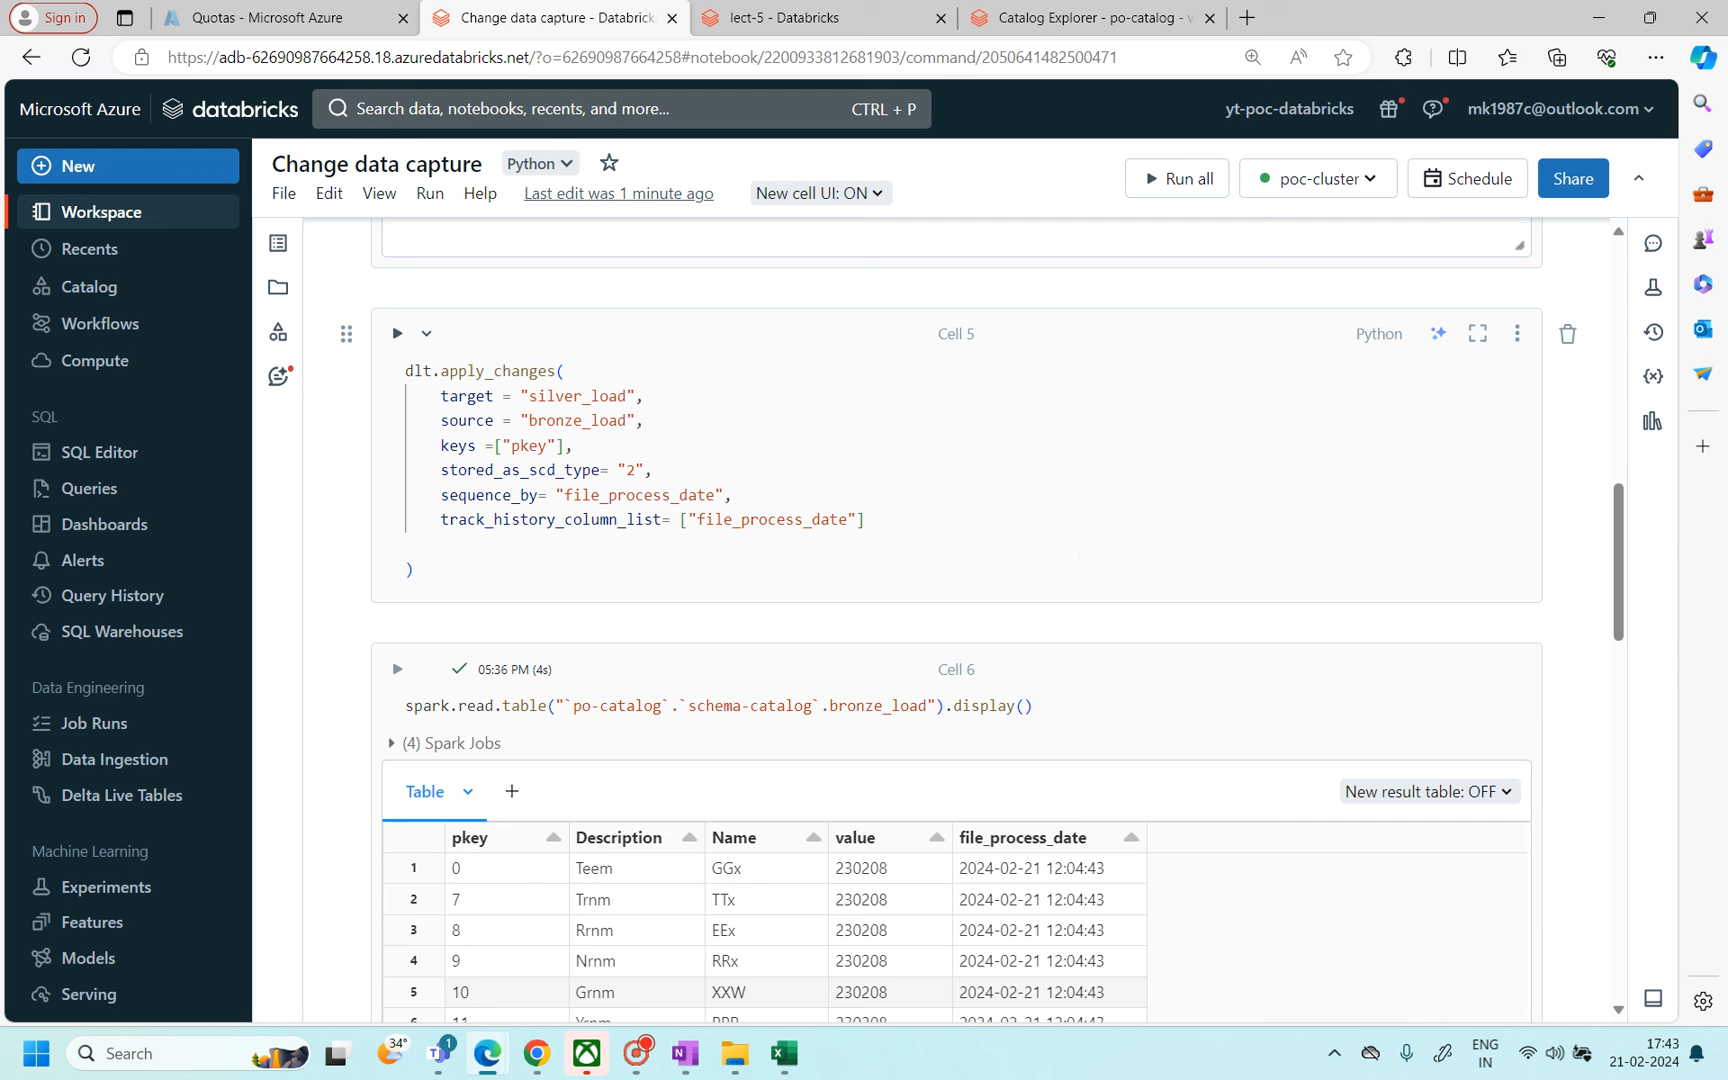 Sign in
Quotas - Microsoft Azure
Change data capture - Databrick
lect-5 - Databricks
Catalog Explorer - po-catalog -
https://adb-62690987664258.18.azuredatabricks.net/?o=62690987664258#notebook/2200933812681903/command/2050641482500471
Microsoft Azure
databricks
Search data, notebooks, recents, and more...
CTRL + P
yt-poc-databricks
mk1987c@outlook.com
New
Workspace
Recents
Catalog
Workflows
Compute
SQL
SQL Editor
Queries
Dashboards
Alerts
Query History
SQL Warehouses
Data Engineering
Job Runs
Data Ingestion
Delta Live Tables
Machine Learning
Experiments
Features
Models
Serving
Change data capture
Python
File
Edit
View
Run
Help
Last edit was 1 minute ago
New cell UI: ON
Run all
poc-cluster
Schedule
Share
Cell 5
Python
dlt.apply_changes(
target = "silver_load",
source = "bronze_load",
keys =["pkey"],
stored_as_scd_type= "2",
sequence_by= "file_process_date",
track_history_column_list= ["file_process_date"]
)
05:36 PM (4s)
Cell 6
spark.read.table("`po-catalog`.`schema-catalog`.bronze_load").display()
(4) Spark Jobs
Table
+
New result table: OFF
pkey Description Name value file_process_date
1 0 Teem GGx 230208 2024-02-21 12:04:43
2 7 Trnm TTx 230208 2024-02-21 12:04:43
3 8 Rrnm EEx 230208 2024-02-21 12:04:43
4 9 Nrnm RRx 230208 2024-02-21 12:04:43
5 10 Grnm XXW 230208 2024-02-21 12:04:43
Search
34°
1
ENG
IN
17:43
21-02-2024